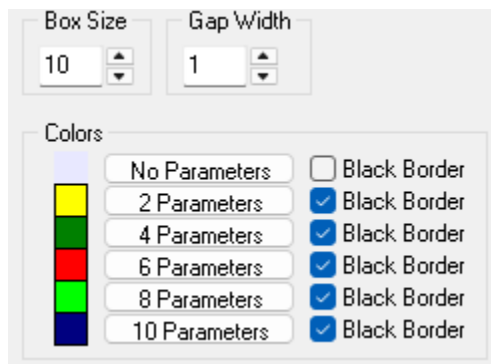 Box Size Gap Width
10 1
Colors
No Parameters Black Border
2 Parameters Black Border
4 Parameters Black Border
6 Parameters Black Border
8 Parameters Black Border
10 Parameters Black Border